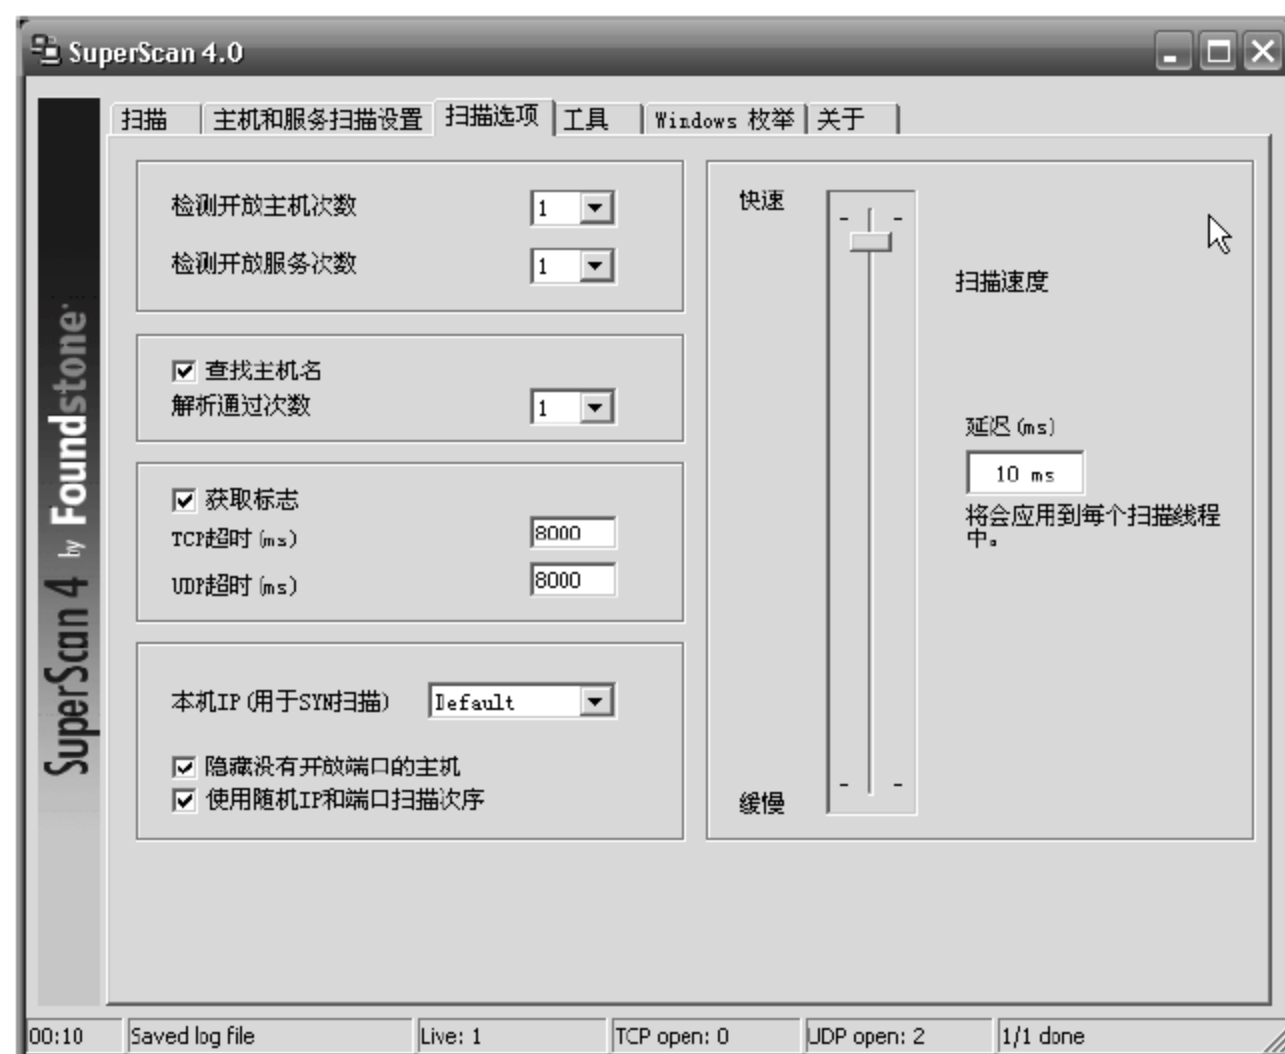 SuperScan 4.0
扫描
主机和服务扫描设置
扫描选项
工具
Windows 枚举
关于
SuperScan 4 by Foundstone
检测开放主机次数 1
检测开放服务次数 1
查找主机名
解析通过次数 1
获取标志
TCP超时(ms) 8000
UDP超时(ms) 8000
本机IP(用于SYN扫描) Default
隐藏没有开放端口的主机
使用随机IP和端口扫描次序
快速
扫描速度
延迟(ms)
10 ms
将会应用到每个扫描线程
中。
缓慢
00:10
Saved log file
Live: 1
TCP open: 0
UDP open: 2
1/1 done